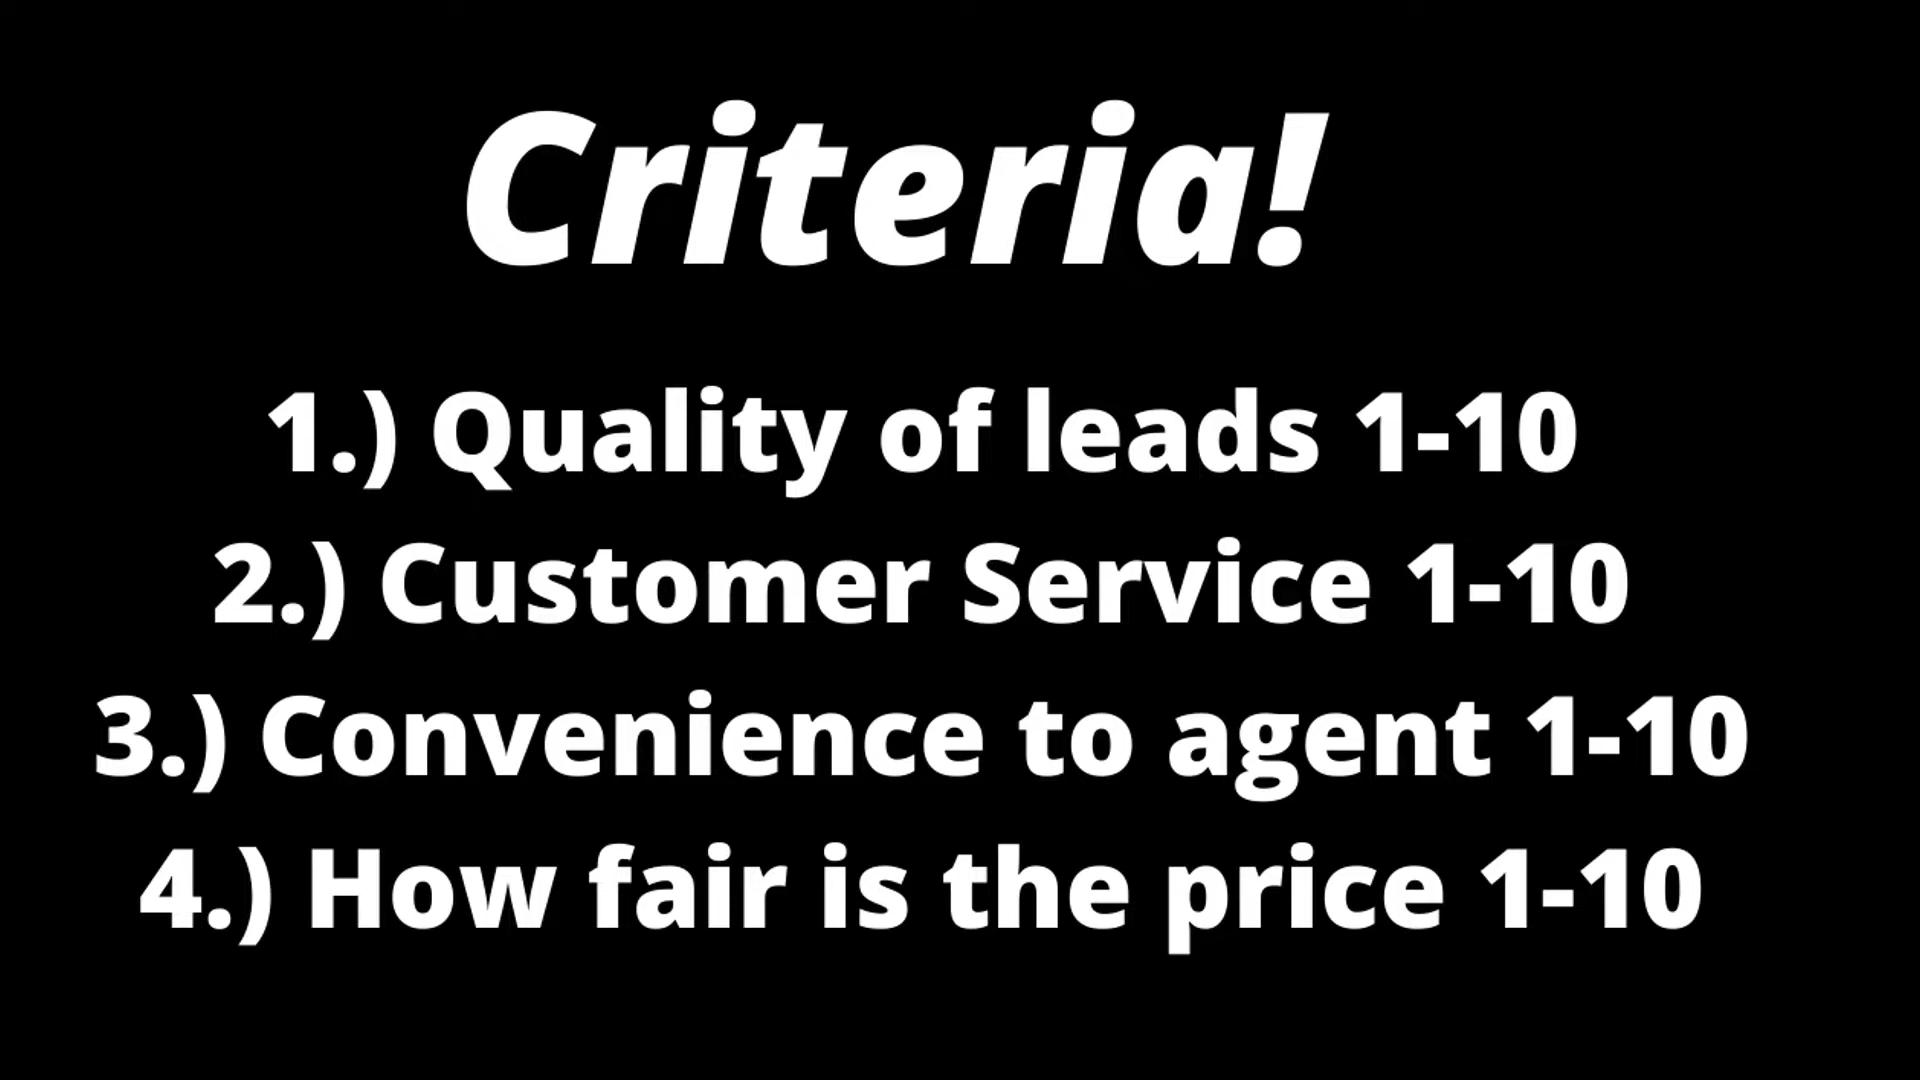 Criteria!
1.) Quality of leads 1-10
2.) Customer Service 1-10
3.) Convenience to agent 1-10
4.) How fair is the price 1-10